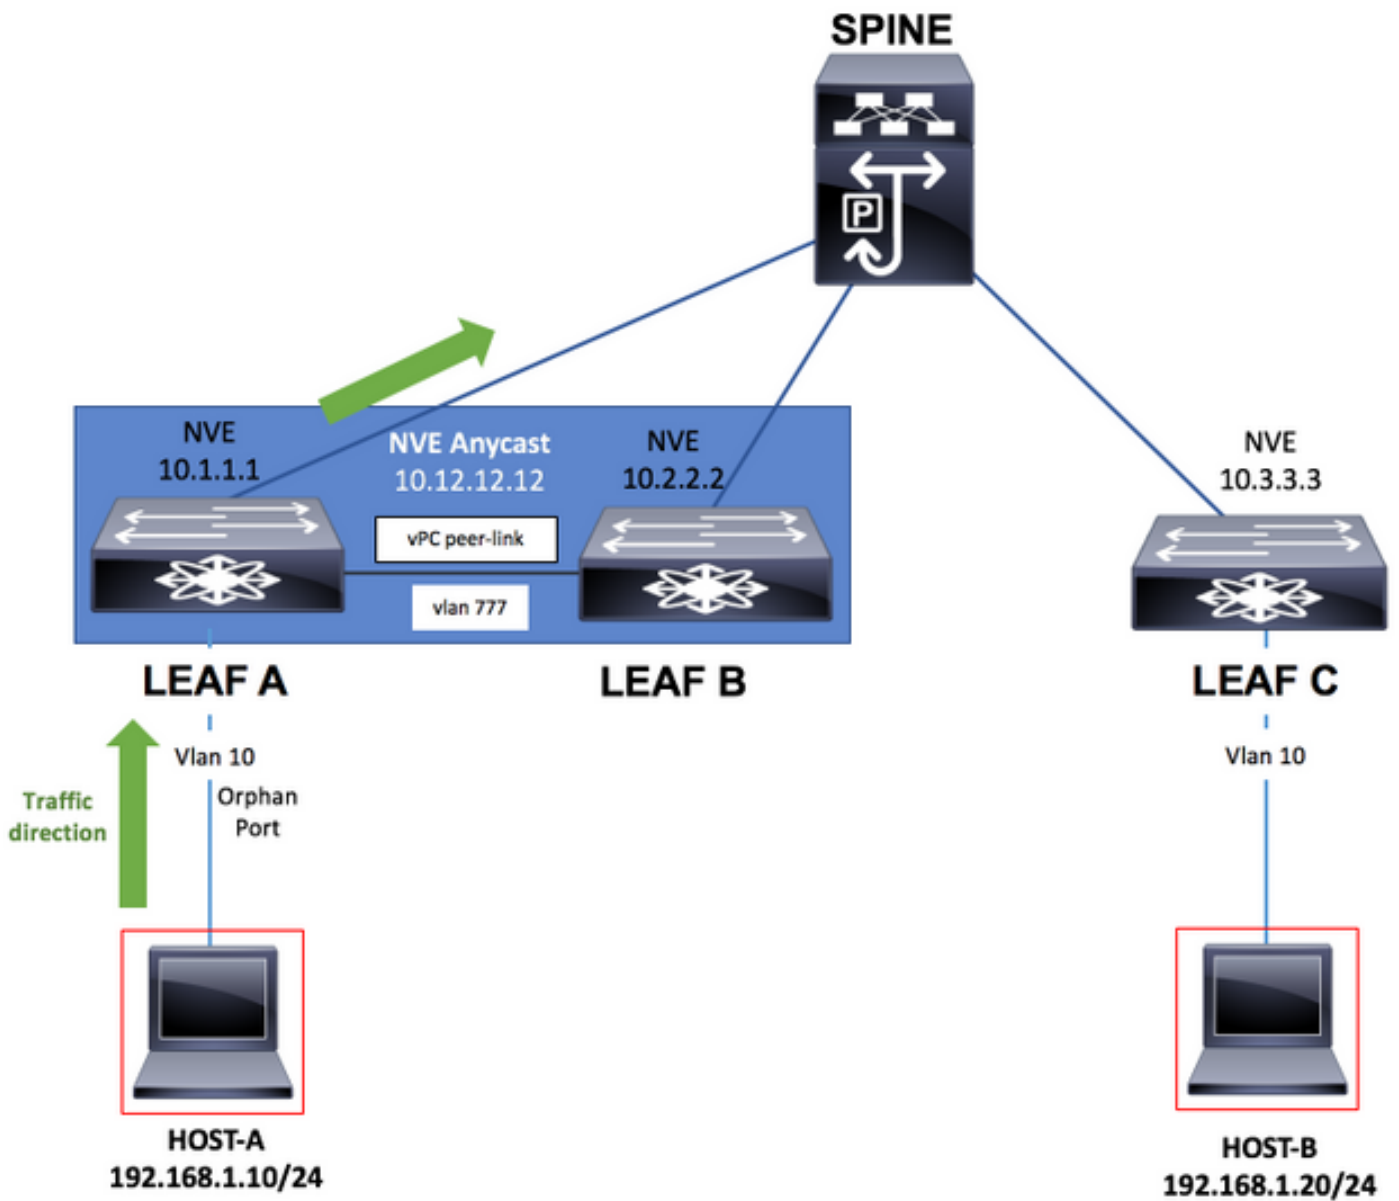 SPINE
P
NVE
10.1.1.1
NVE Anycast
10.12.12.12
NVE
10.2.2.2
NVE
10.3.3.3
vPC peer-link
vlan 777
LEAF A
LEAF B
LEAF C
Vlan 10
Orphan
Port
Traffic
direction
Vlan 10
HOST-A
192.168.1.10/24
HOST-B
192.168.1.20/24